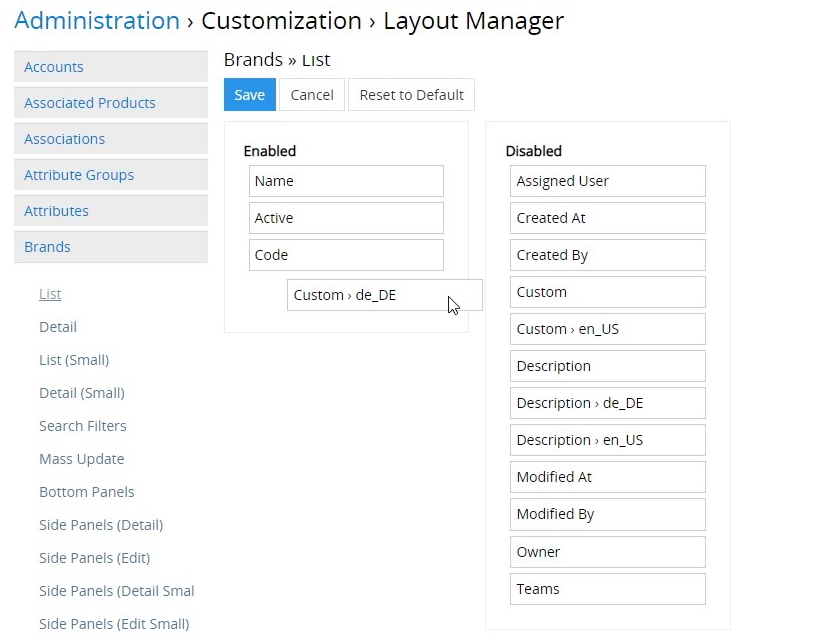 Administration › Customization › Layout Manager
Accounts
Associated Products
Associations
Attribute Groups
Attributes
Brands
List
Detail
List (Small)
Detail (Small)
Search Filters
Mass Update
Bottom Panels
Side Panels (Detail)
Side Panels (Edit)
Side Panels (Detail Smal
Side Panels (Edit Small)
Brands » List
Save
Cancel
Reset to Default
Enabled
Name
Active
Code
Custom › de_DE
Disabled
Assigned User
Created At
Created By
Custom
Custom › en_US
Description
Description › de_DE
Description › en_US
Modified At
Modified By
Owner
Teams